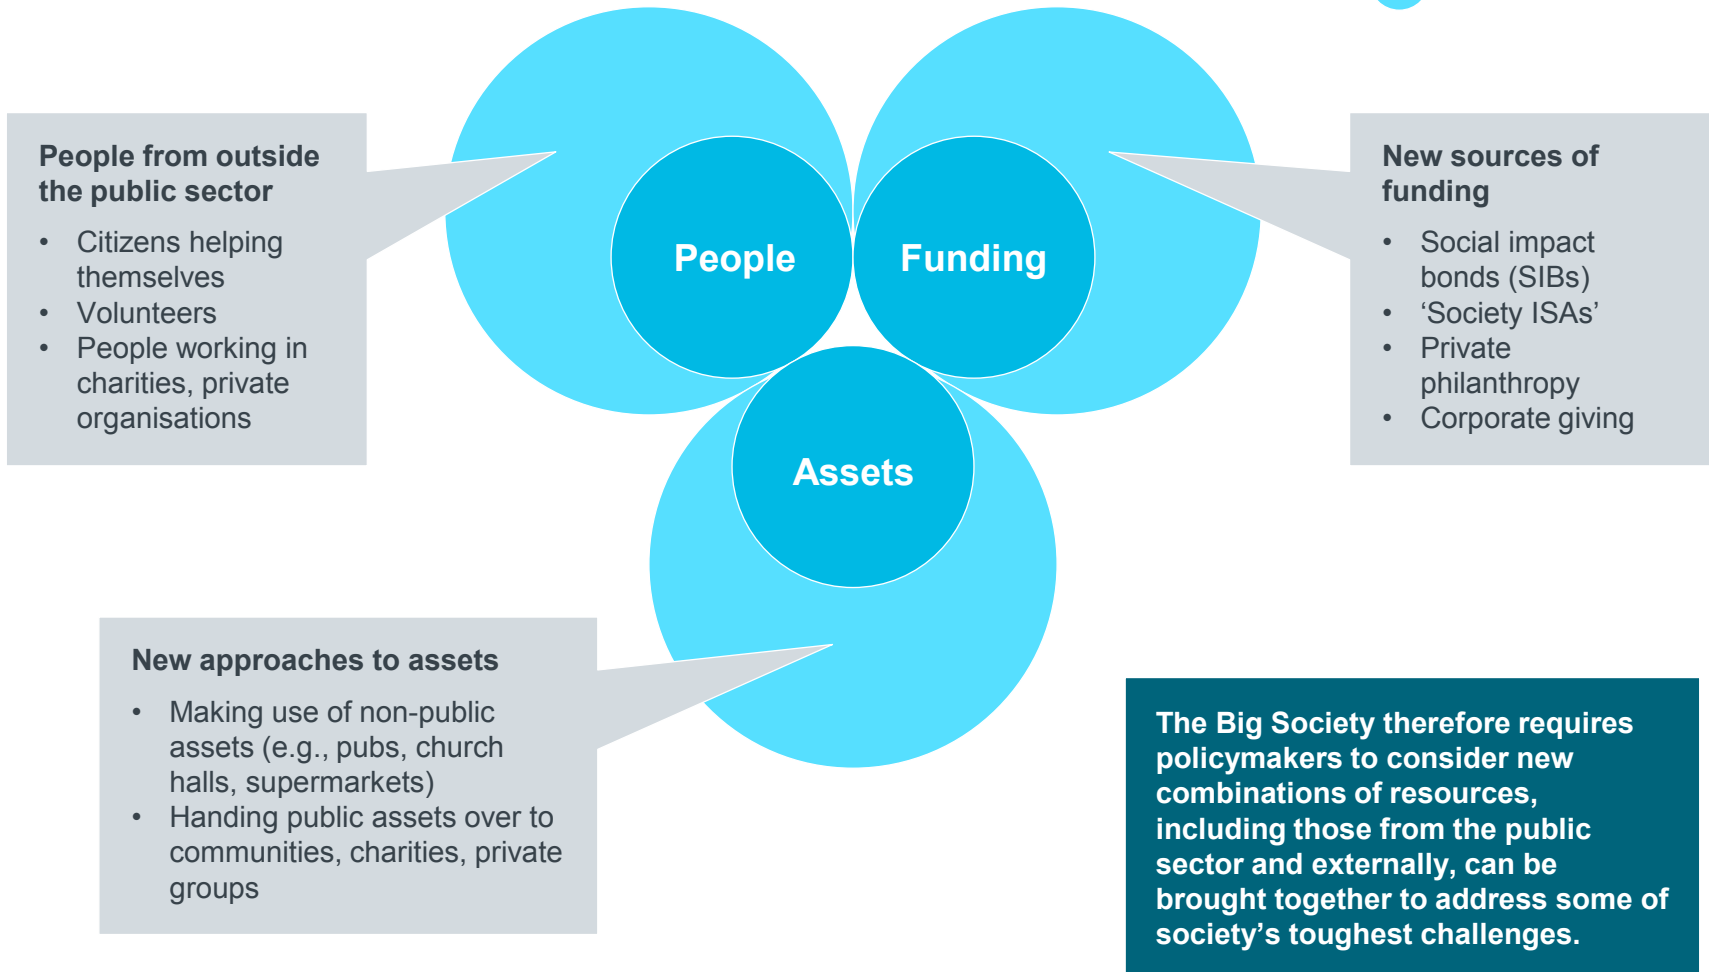 People from outside
the public sector
• Citizens helping
themselves
• Volunteers
• People working in
charities, private
organisations
People
Funding
Assets
New sources of
funding
• Social impact
bonds (SIBs)
• ‘Society ISAs’
• Private
philanthropy
• Corporate giving
New approaches to assets
• Making use of non-public
assets (e.g., pubs, church
halls, supermarkets)
• Handing public assets over to
communities, charities, private
groups
The Big Society therefore requires
policymakers to consider new
combinations of resources,
including those from the public
sector and externally, can be
brought together to address some of
society’s toughest challenges.